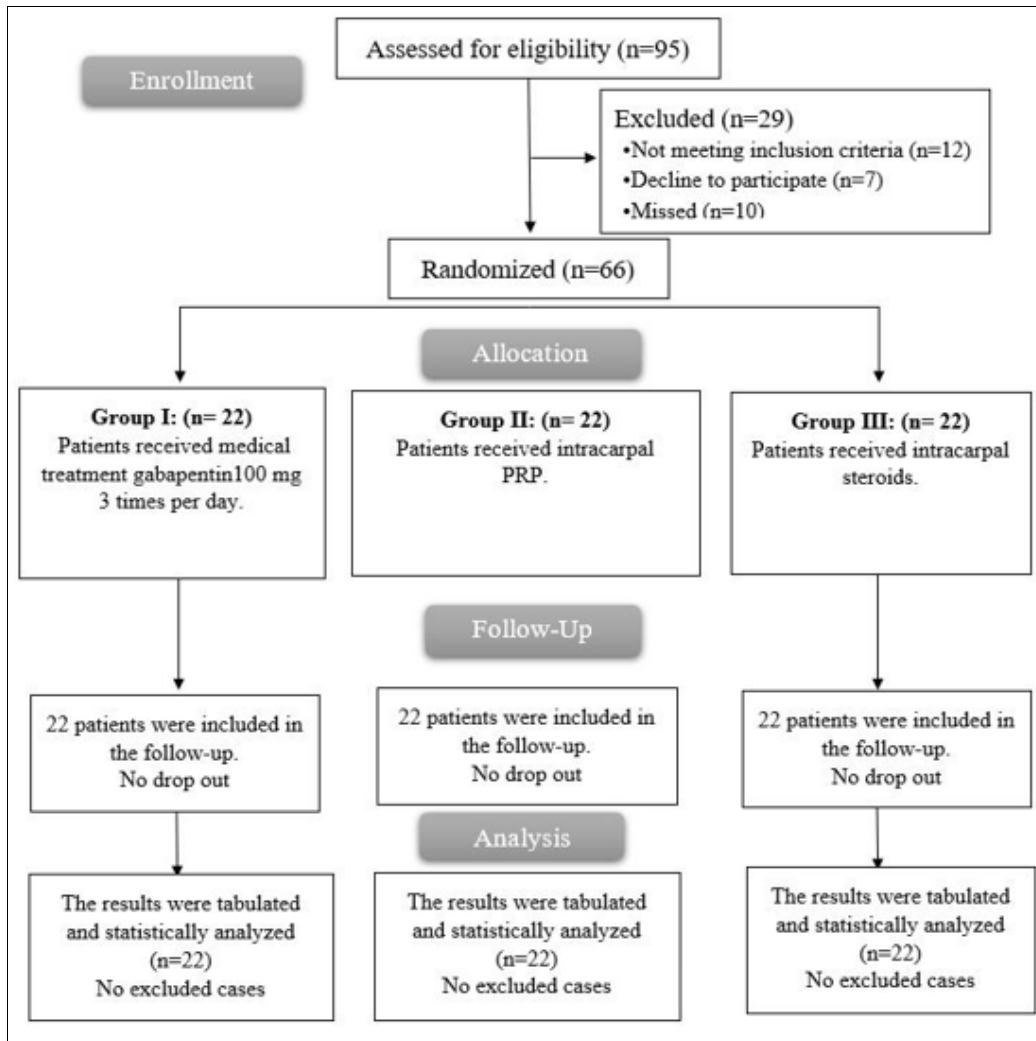 Assessed for eligibility (n=95)
Enrollment
Excluded (n=29)
•Not meeting inclusion criteria (n=12)
•Decline to participate (n=7)
•Missed (n=10)
Randomized (n=66)
Allocation
Group I: (n= 22)
Patients received medical
treatment gabapentin100 mg
3 times per day.
Group II: (n= 22)
Patients received intracarpal
PRP.
Group III: (n= 22)
Patients received intracarpal
steroids.
Follow-Up
22 patients were included in
the follow-up.
No drop out
22 patients were included in
the follow-up.
No drop out
22 patients were included in
the follow-up.
No drop out
Analysis
The results were tabulated
and statistically analyzed
(n=22)
No excluded cases
The results were tabulated
and statistically analyzed
(n=22)
No excluded cases
The results were tabulated
and statistically analyzed
(n=22)
No excluded cases